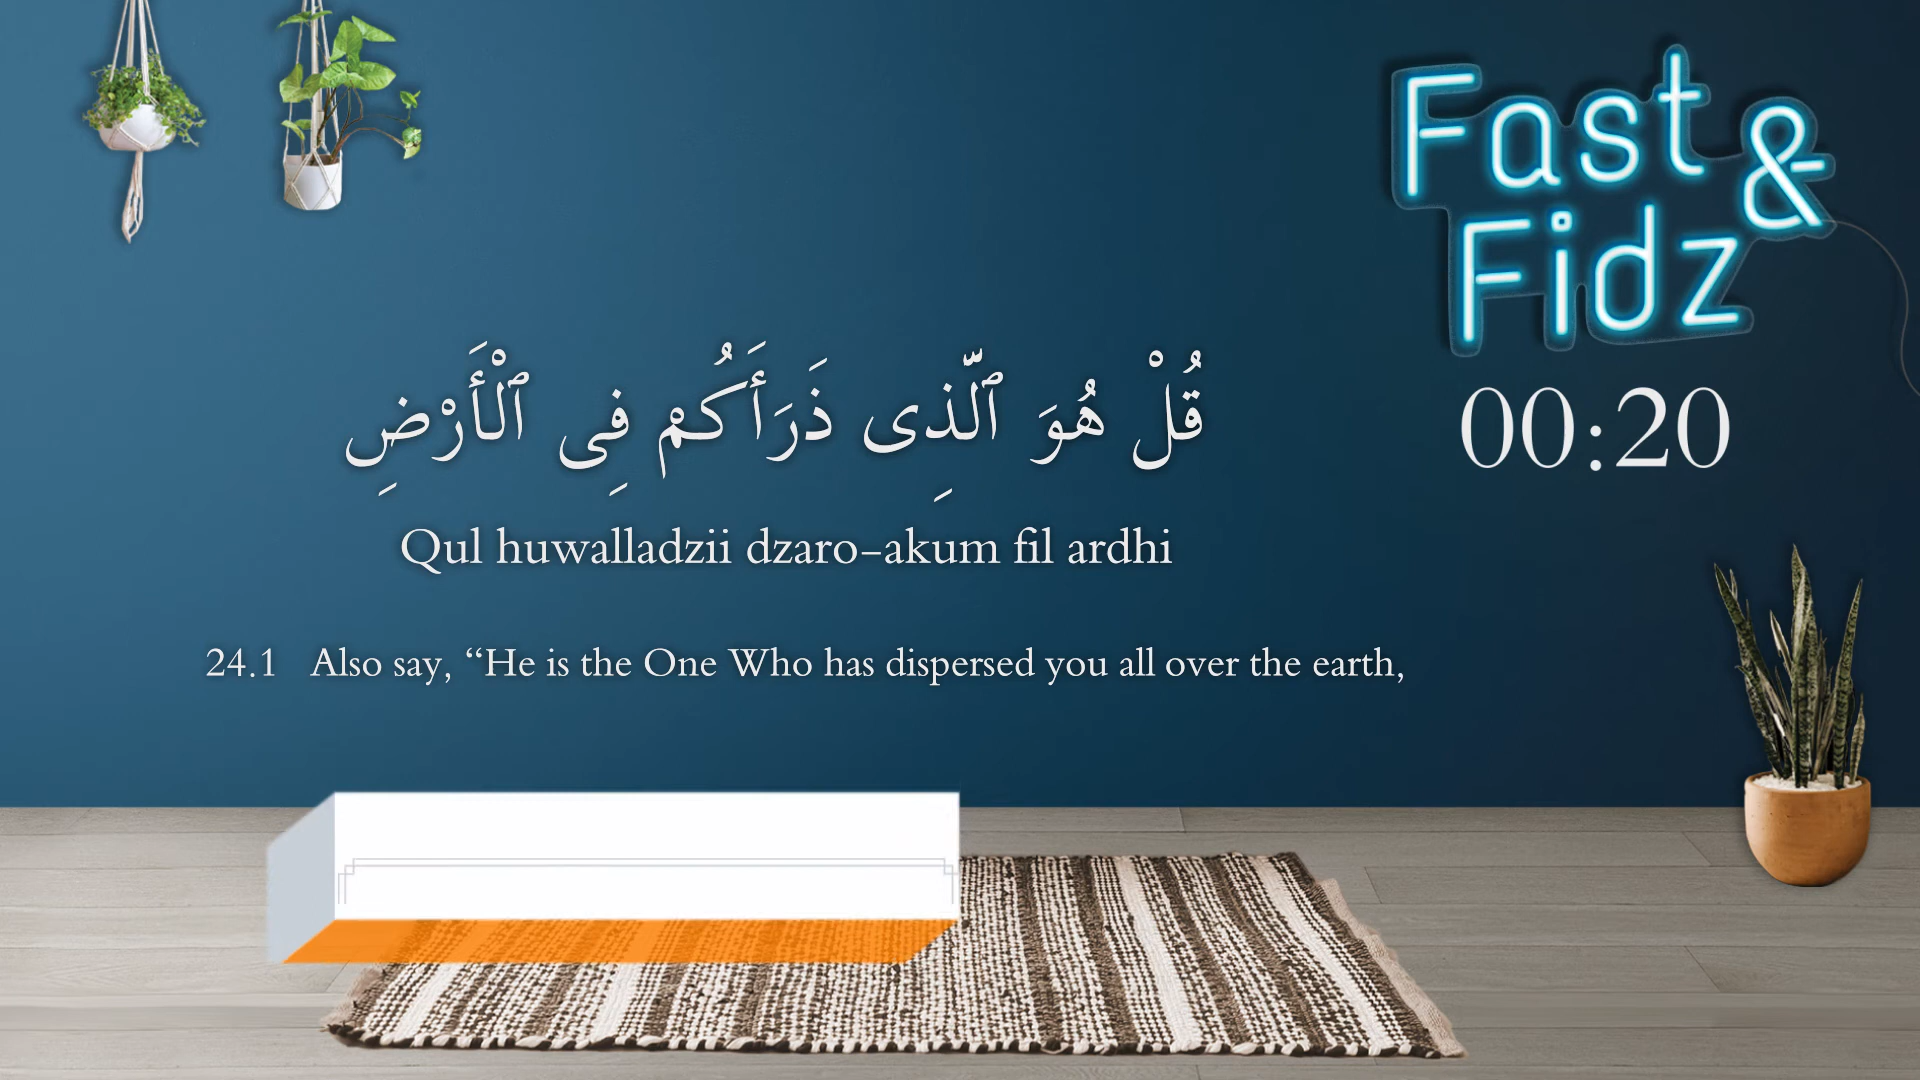 Fast &
Fidz
00:20
قُلْ هُوَ ٱلَّذِى ذَرَأَكُمْ فِى ٱلْأَرْضِ
Qul huwalladzii dzaro-akum fil ardhi
24.1 Also say, “He is the One Who has dispersed you all over the earth,